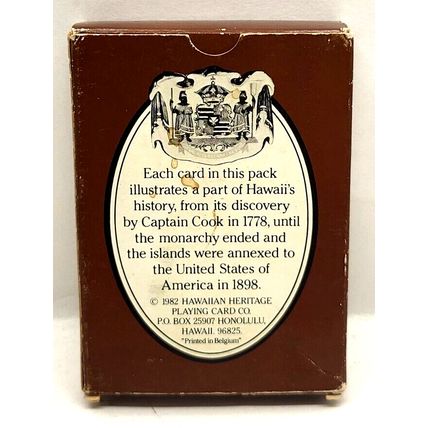 Each card in this pack
illustrates a part of Hawaii's
history, from its discovery
by Captain Cook in 1778, until
the monarchy ended and
the islands were annexed to
the United States of
America in 1898.
© 1982 HAWAIIAN HERITAGE
PLAYING CARD CO.
P.O. BOX 25907 HONOLULU,
HAWAII. 96825.
"Printed in Belgium"